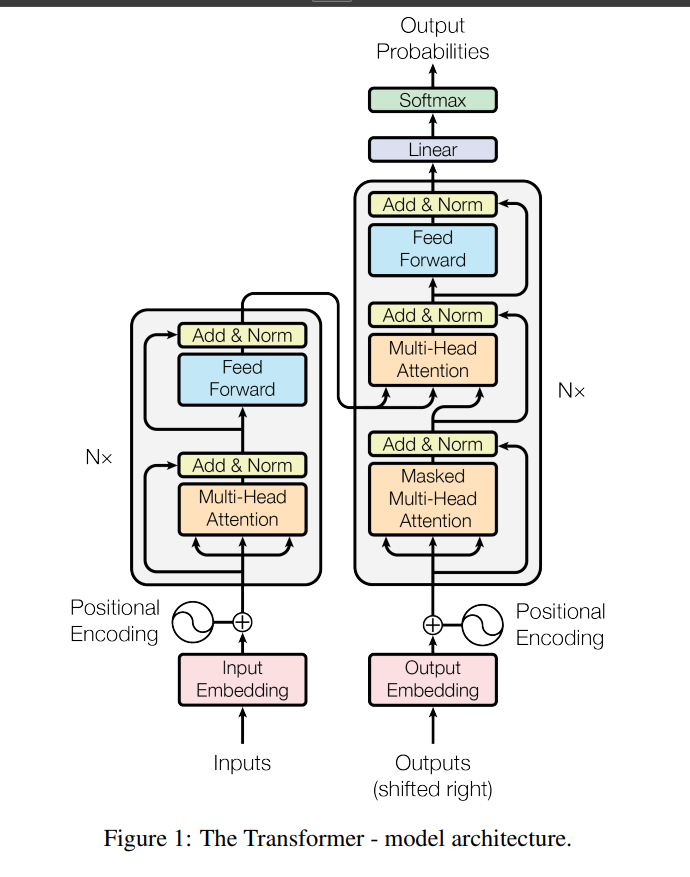 Output
Probabilities
Softmax
Linear
Add & Norm
Feed
Forward
Add & Norm
Multi-Head
Attention
Add & Norm
Masked
Multi-Head
Attention
Nx
Add & Norm
Feed
Forward
Add & Norm
Multi-Head
Attention
Nx
Positional
Encoding
Positional
Encoding
Input
Embedding
Output
Embedding
Inputs
Outputs
(shifted right)
Figure 1: The Transformer - model architecture.